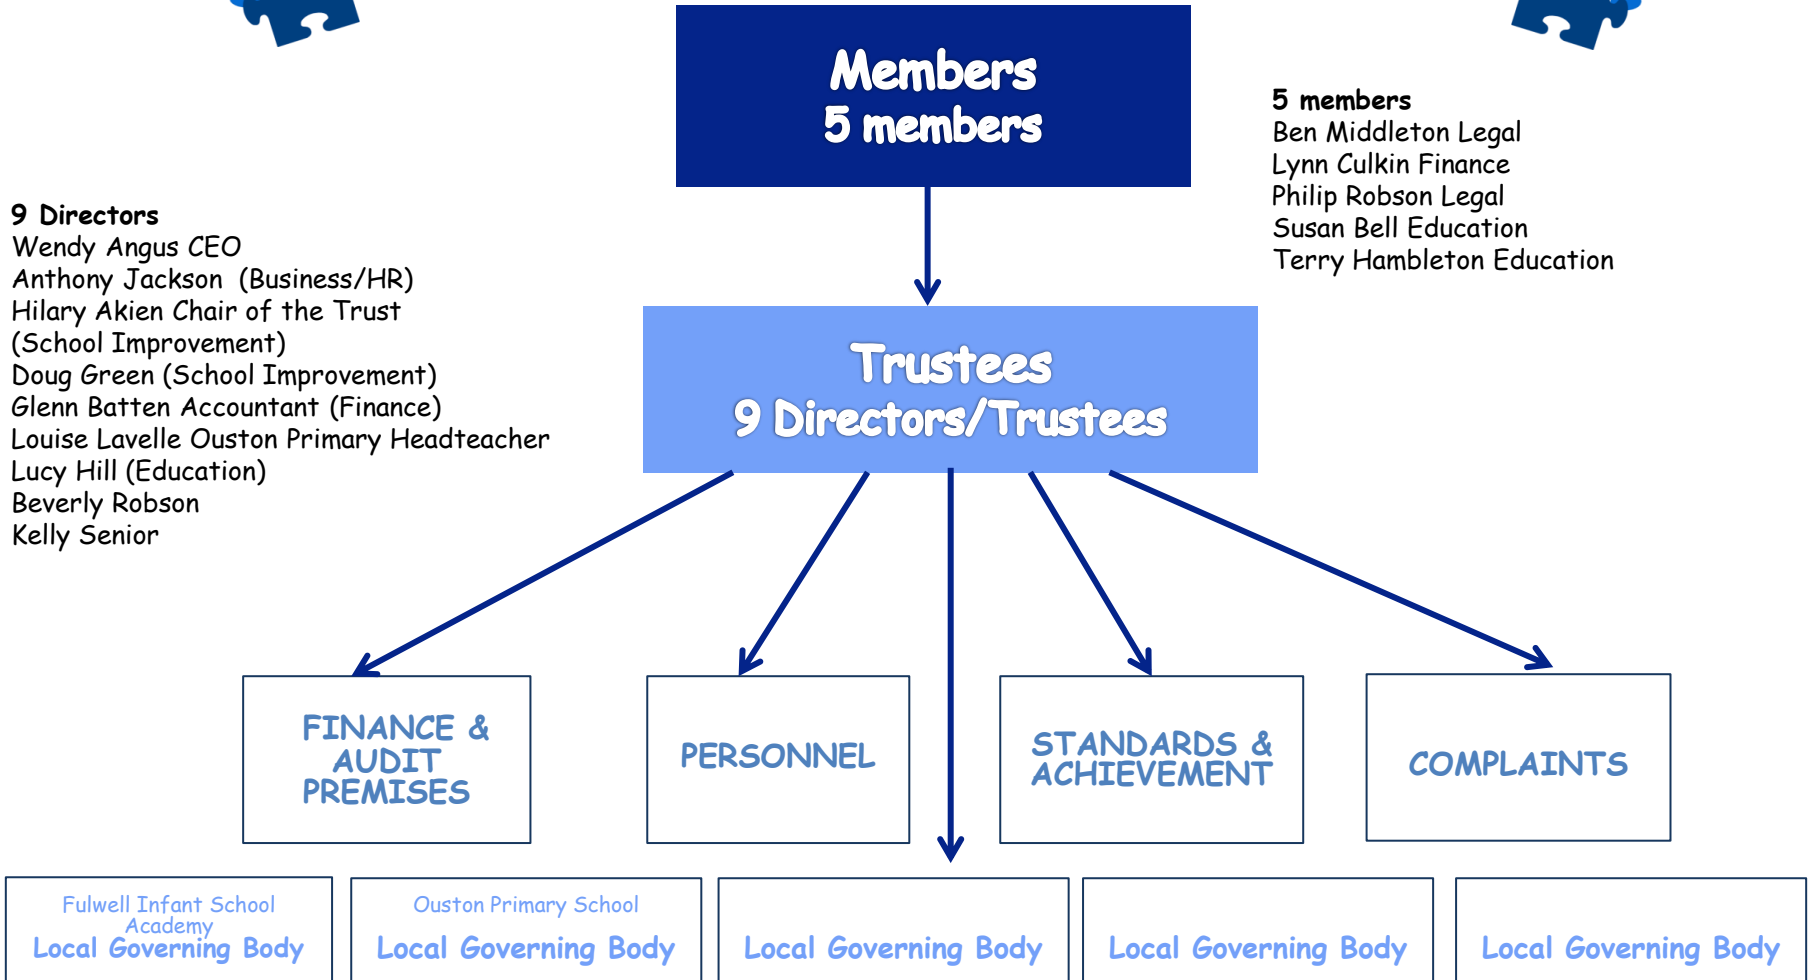 Members
5 members
5 members
Ben Middleton Legal
Lynn Culkin Finance
Philip Robson Legal
Susan Bell Education
Terry Hambleton Education
9 Directors
Wendy Angus CEO
Anthony Jackson (Business/HR)
Hilary Akien Chair of the Trust
(School Improvement)
Doug Green (School Improvement)
Glenn Batten Accountant (Finance)
Louise Lavelle Ouston Primary Headteacher
Lucy Hill (Education)
Beverly Robson
Kelly Senior
Trustees
9 Directors/Trustees
FINANCE &
AUDIT
PREMISES
PERSONNEL
STANDARDS &
ACHIEVEMENT
COMPLAINTS
Fulwell Infant School
Academy
Local Governing Body
Ouston Primary School
Local Governing Body
Local Governing Body
Local Governing Body
Local Governing Body